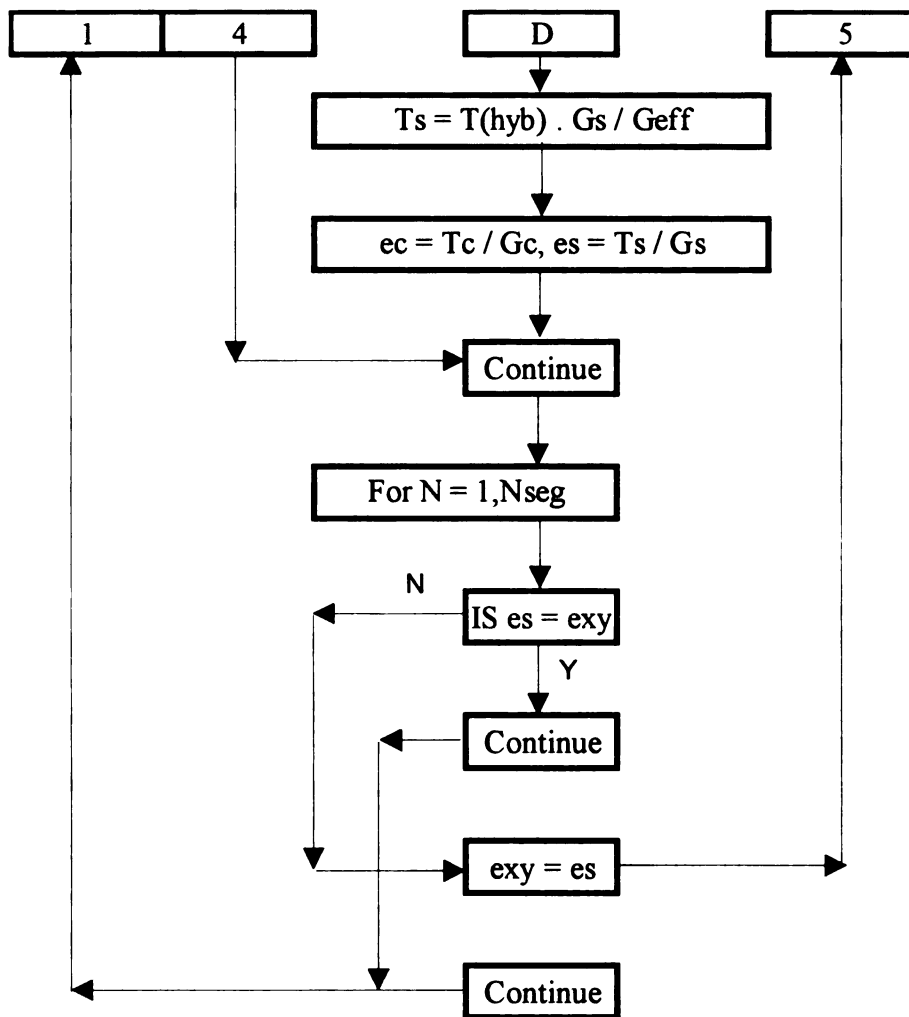 1 4 D 5
Ts = T(hyb) . Gs / Geff
ec = Tc / Gc, es = Ts / Gs
Continue
For N = 1,Nseg
N
IS es = exy
Y
Continue
exy = es
Continue